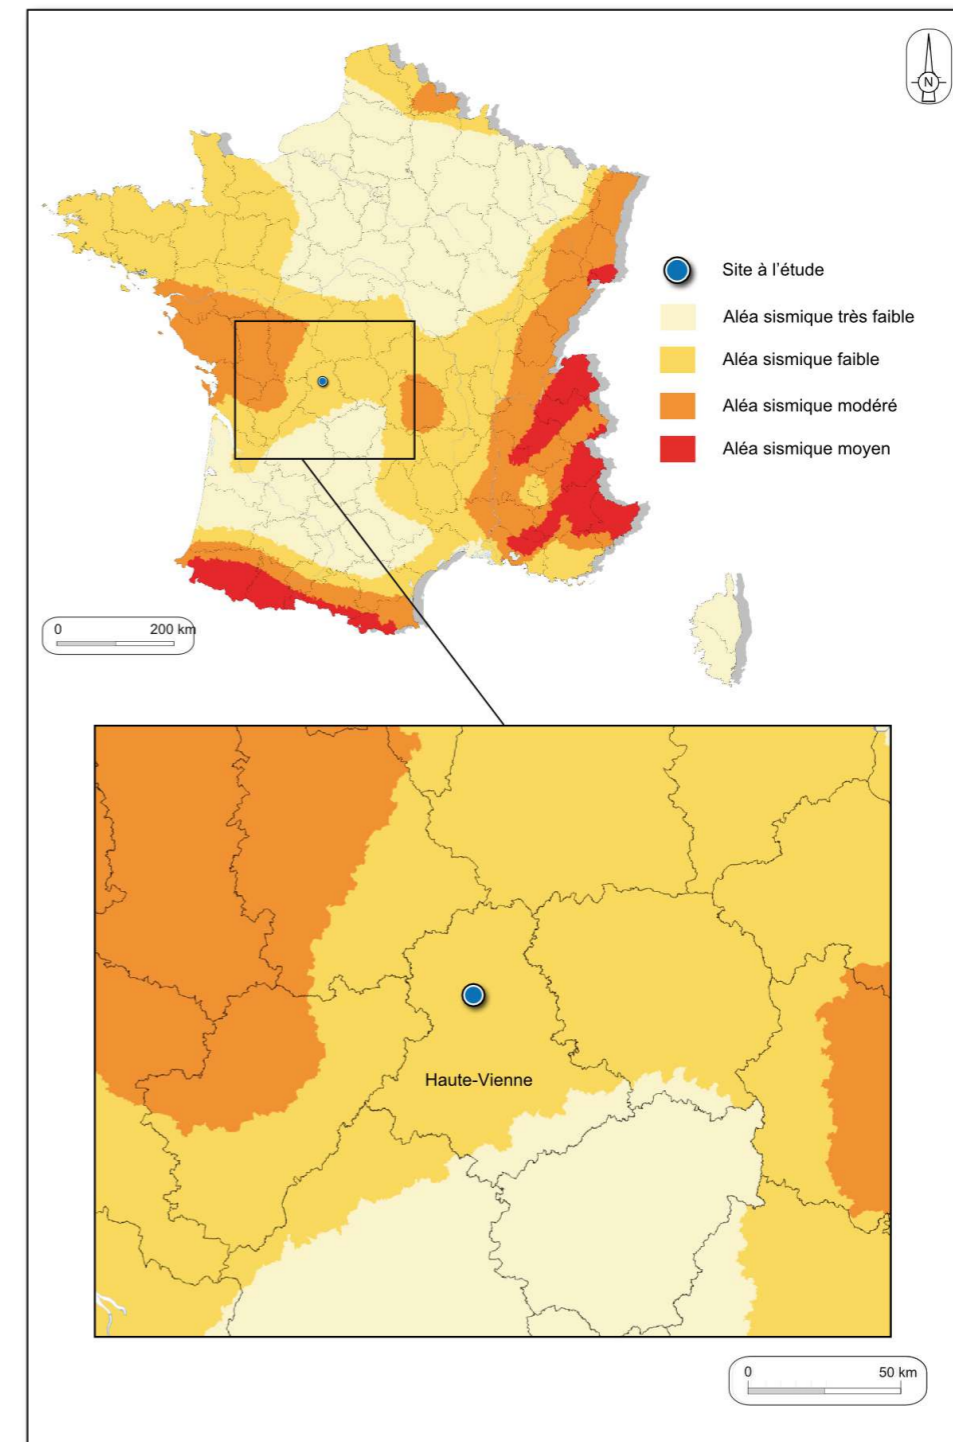 N
Site à l’étude
Aléa sismique très faible
Aléa sismique faible
Aléa sismique modéré
Aléa sismique moyen
0 200 km
Haute-Vienne
0 50 km